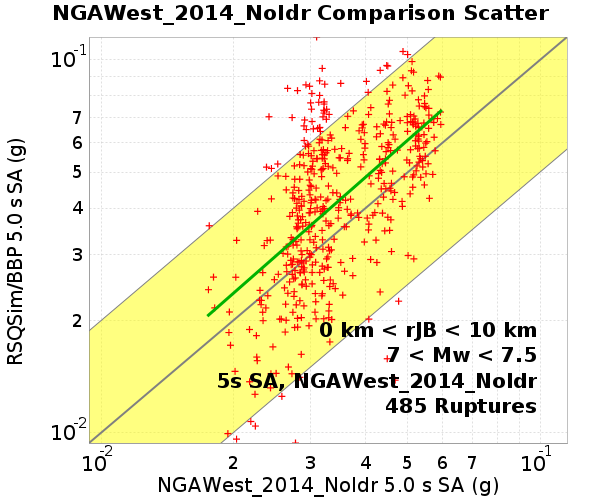 NGAWest_2014_NoIdr Comparison Scatter
RSQSim/BBP 5.0 s SA (g)
10-1
7
6
5
4
3
2
10-2
0 km < rJB < 10 km
7 < Mw < 7.5
5s SA, NGAWest_2014_NoIdr
485 Ruptures
10-2 2 3 4 5 6 7 10-1
NGAWest_2014_NoIdr 5.0 s SA (g)